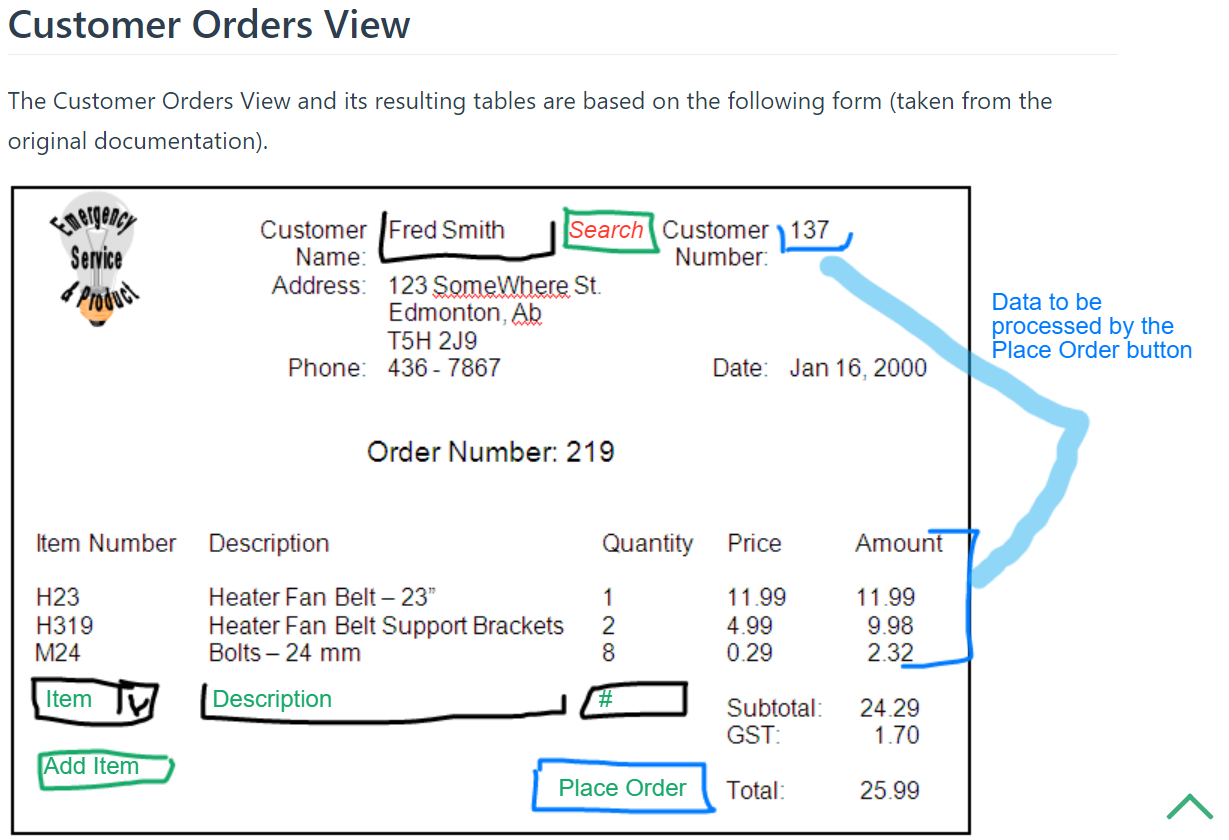 Customer Orders View
The Customer Orders View and its resulting tables are based on the following form (taken from the
original documentation).
Emergency
Service
& Product
Customer Name: Fred Smith Search Customer Number: 137
Address: 123 SomeWhere St.
Edmonton, Ab
T5H 2J9
Phone: 436 - 7867 Date: Jan 16, 2000
Data to be
processed by the
Place Order button
Order Number: 219
Item Number Description Quantity Price Amount
H23 Heater Fan Belt – 23” 1 11.99 11.99
H319 Heater Fan Belt Support Brackets 2 4.99 9.98
M24 Bolts – 24 mm 8 0.29 2.32
Item Description #
Subtotal: 24.29
GST: 1.70
Add Item
Place Order Total: 25.99